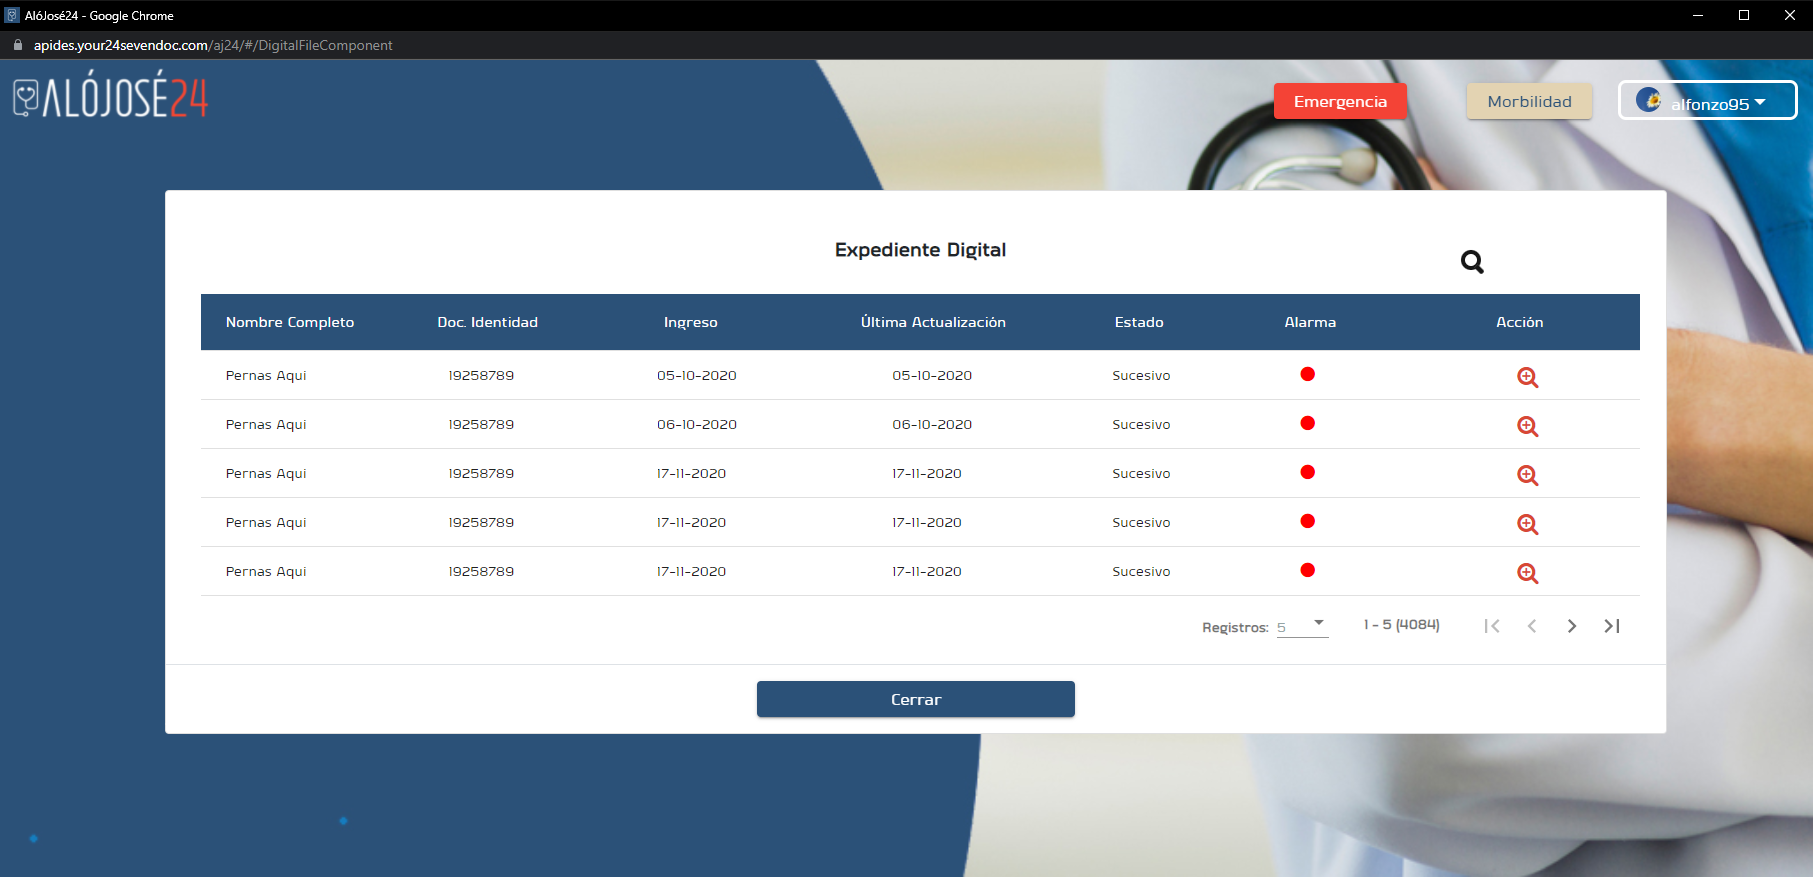 AlóJosé24 - Google Chrome
apides.your24sevendoc.com/aj24/#/DigitalFileComponent
ALÓJOSÉ24
Emergencia Morbilidad alfonzo95
Expediente Digital
Nombre Completo Doc. Identidad Ingreso Última Actualización Estado Alarma Acción
Pernas Aqui 19258789 05-10-2020 05-10-2020 Sucesivo
Pernas Aqui 19258789 06-10-2020 06-10-2020 Sucesivo
Pernas Aqui 19258789 17-11-2020 17-11-2020 Sucesivo
Pernas Aqui 19258789 17-11-2020 17-11-2020 Sucesivo
Pernas Aqui 19258789 17-11-2020 17-11-2020 Sucesivo
Registros: 5 1 - 5 (4084)
Cerrar